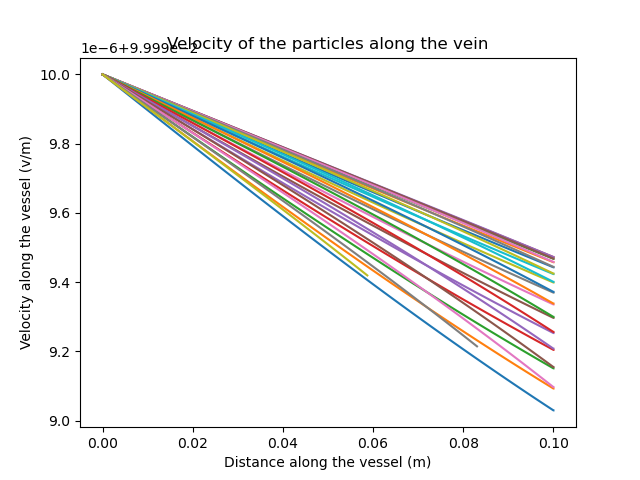 Velocity of the particles along the vein
1e−6+9.999e−2
10.0
9.8
9.6
9.4
9.2
9.0
Velocity along the vessel (v/m)
0.00 0.02 0.04 0.06 0.08 0.10
Distance along the vessel (m)